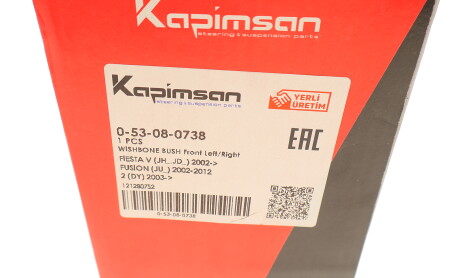 Kapimsan
steering & suspension parts
Kapimsan
steering & suspension parts
YERLİ
ÜRETİM
0-53-08-0738
1 PCS
WISHBONE BUSH Front Left/Right
FIESTA V (JH_,JD_) 2002->
FUSION (JU_) 2002-2012
2 (DY) 2003->
121280752
EAC
0-53-08-0738